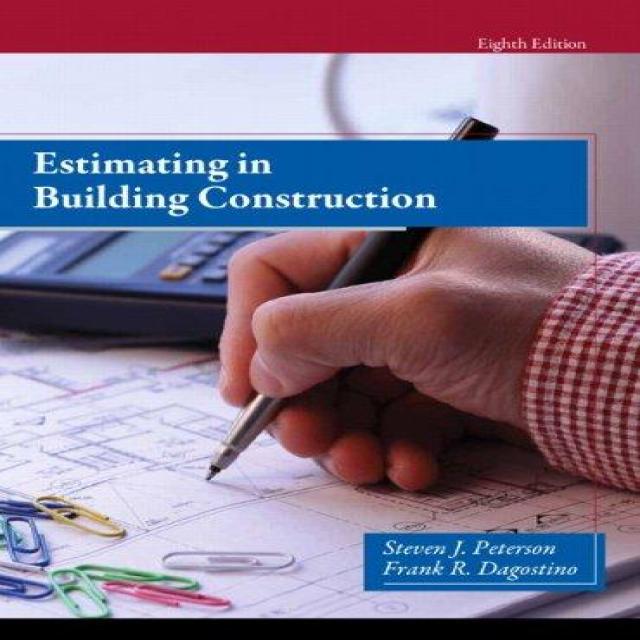 Eighth Edition
Estimating in
Building Construction
Steven J. Peterson
Frank R. Dagostino